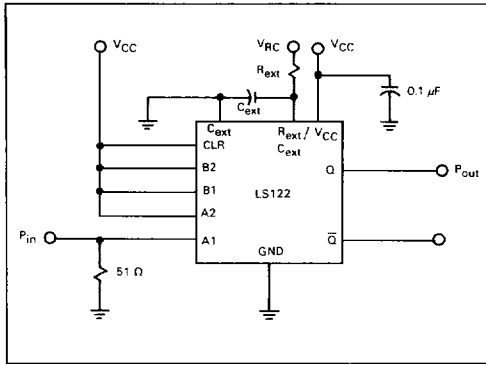 VCC
VRC
VCC
Rext
Cext
0.1 µF
Cext
Rext/
Cext
VCC
CLR
B2
B1
A2
A1
LS122
Q
Q̅
GND
Pout
Pin
51 Ω